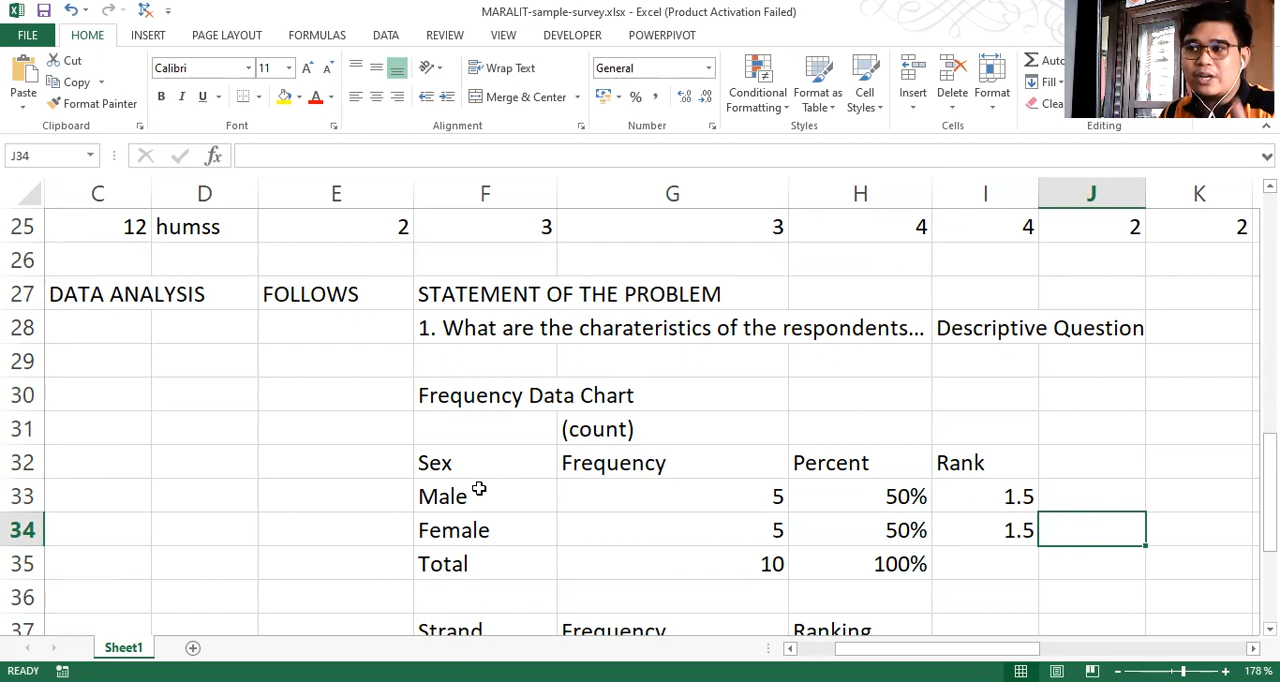 MARALIT-sample-survey.xlsx - Excel (Product Activation Failed)
FILE HOME INSERT PAGE LAYOUT FORMULAS DATA REVIEW VIEW DEVELOPER POWERPIVOT
Cut
Copy
Format Painter
Paste
Clipboard
Calibri 11
B I U
Font
Wrap Text
Merge & Center
Alignment
General
% ,
Number
Conditional Formatting
Format as Table
Cell Styles
Styles
Insert Delete Format
Cells
Fill
Editing
J34 fx
C D E F G H I J K
25 12 humss 2 3 3 4 4 2 2
26
27 DATA ANALYSIS FOLLOWS STATEMENT OF THE PROBLEM
28 1. What are the charateristics of the respondents... Descriptive Question
29
30 Frequency Data Chart
31 (count)
32 Sex Frequency Percent Rank
33 Male 5 50% 1.5
34 Female 5 50% 1.5
35 Total 10 100%
36
37 Strand Frequency Ranking
Sheet1
READY 178 %